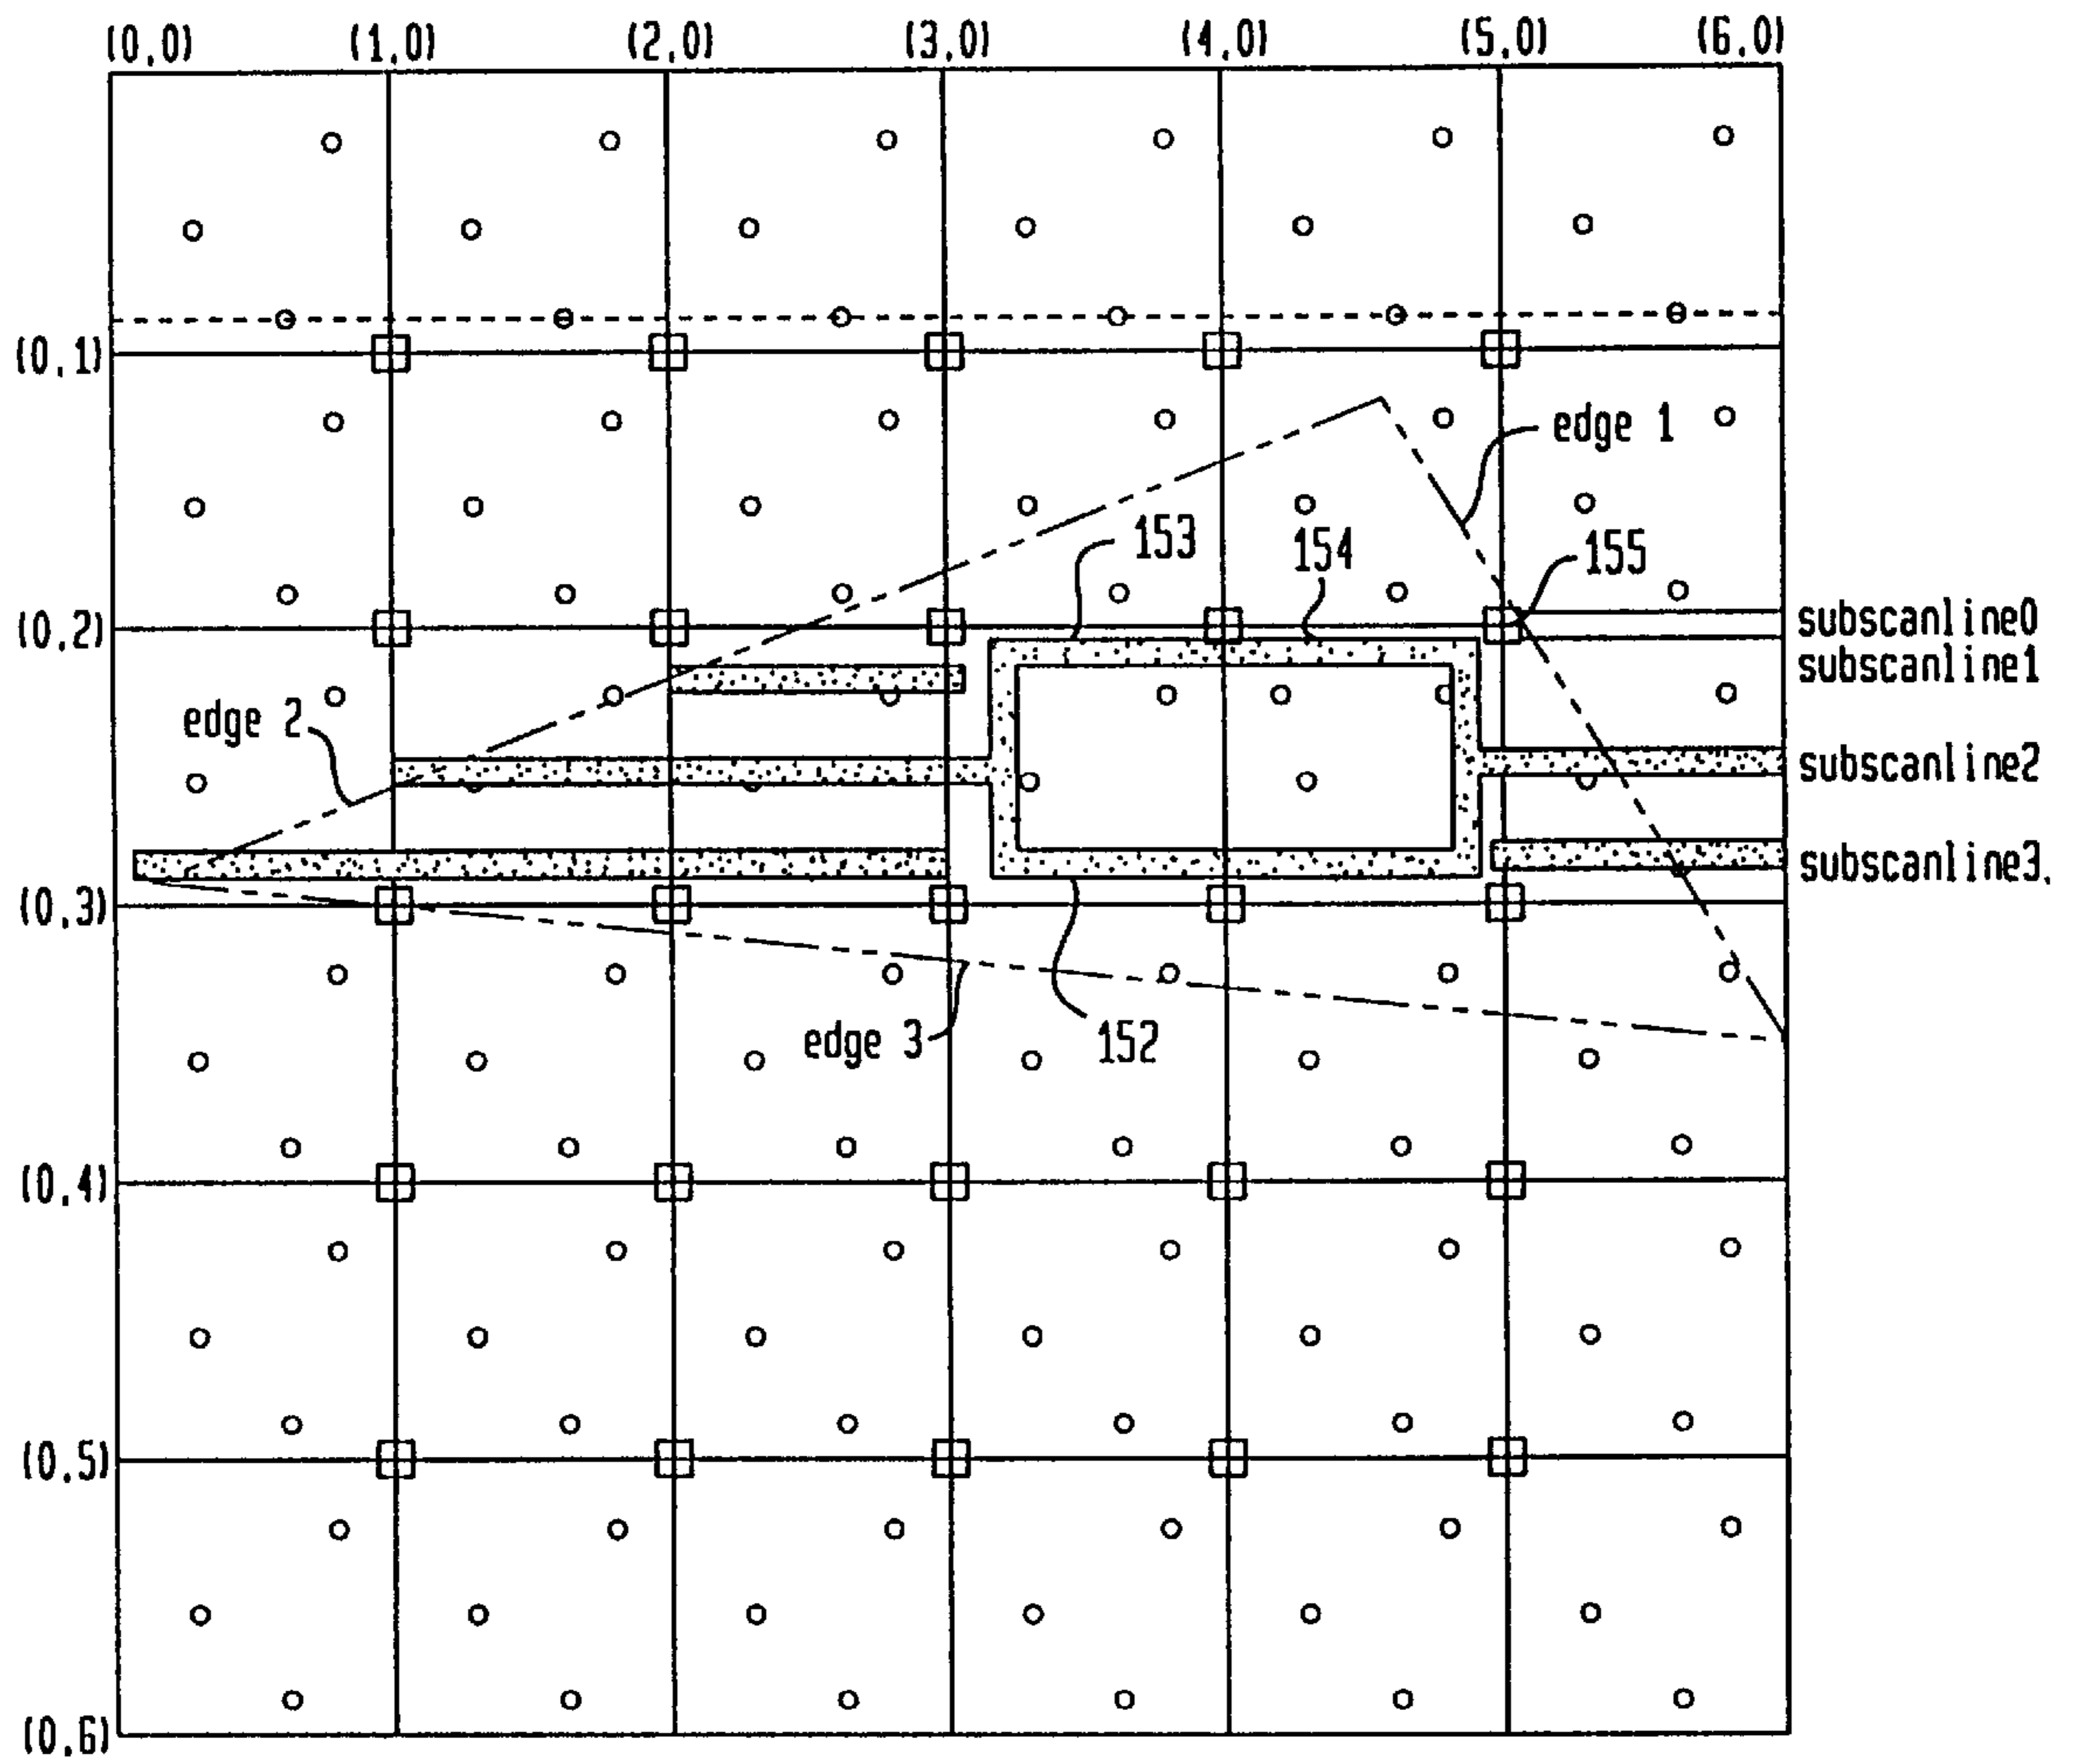 (0,0) (1,0) (2,0) (3,0) (4,0) (5,0) (6,0)
(0,1)
edge 1
153 154 155
(0,2) subscanline0
subscanline1
edge 2
subscanline2
subscanline3.
(0,3)
edge 3 152
(0,4)
(0,5)
(0,6)